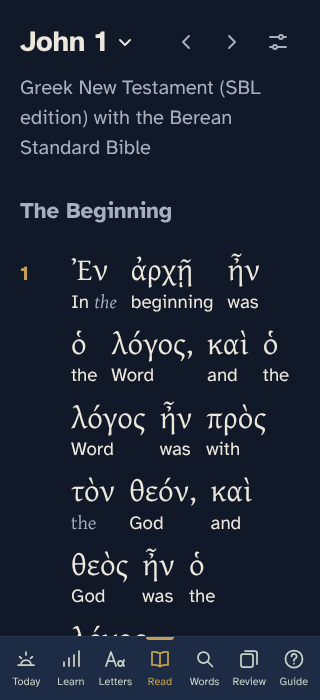 John 1
Greek New Testament (SBL
edition) with the Berean
Standard Bible
The Beginning
1 Ἐν ἀρχῇ ἦν
In the beginning was
ὁ λόγος, καὶ ὁ
the Word and the
λόγος ἦν πρὸς
Word was with
τὸν θεόν, καὶ
the God and
θεὸς ἦν ὁ
God was the
Today Learn Letters Read Words Review Guide